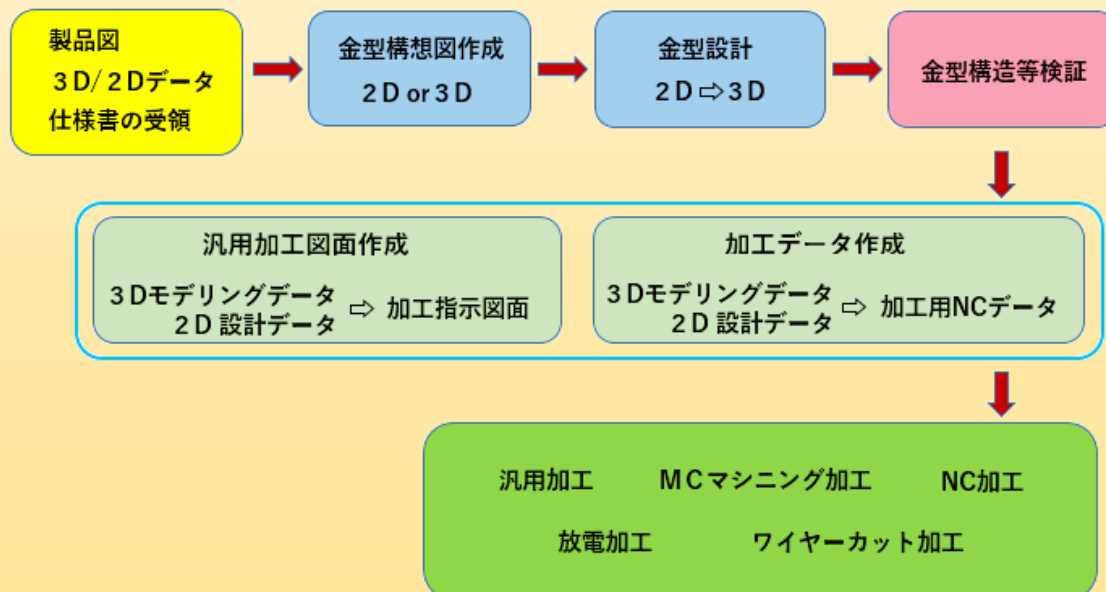 製品図
３D/２Dデータ
仕様書の受領
金型構想図作成
２D or３D
金型設計
２D⇨３D
金型構造等検証
汎用加工図面作成
３Dモデリングデータ
２D 設計データ
⇨ 加工指示図面
加工データ作成
３Dモデリングデータ
２D 設計データ
⇨ 加工用NCデータ
汎用加工 ＭＣマシニング加工 NC加工
放電加工 ワイヤーカット加工